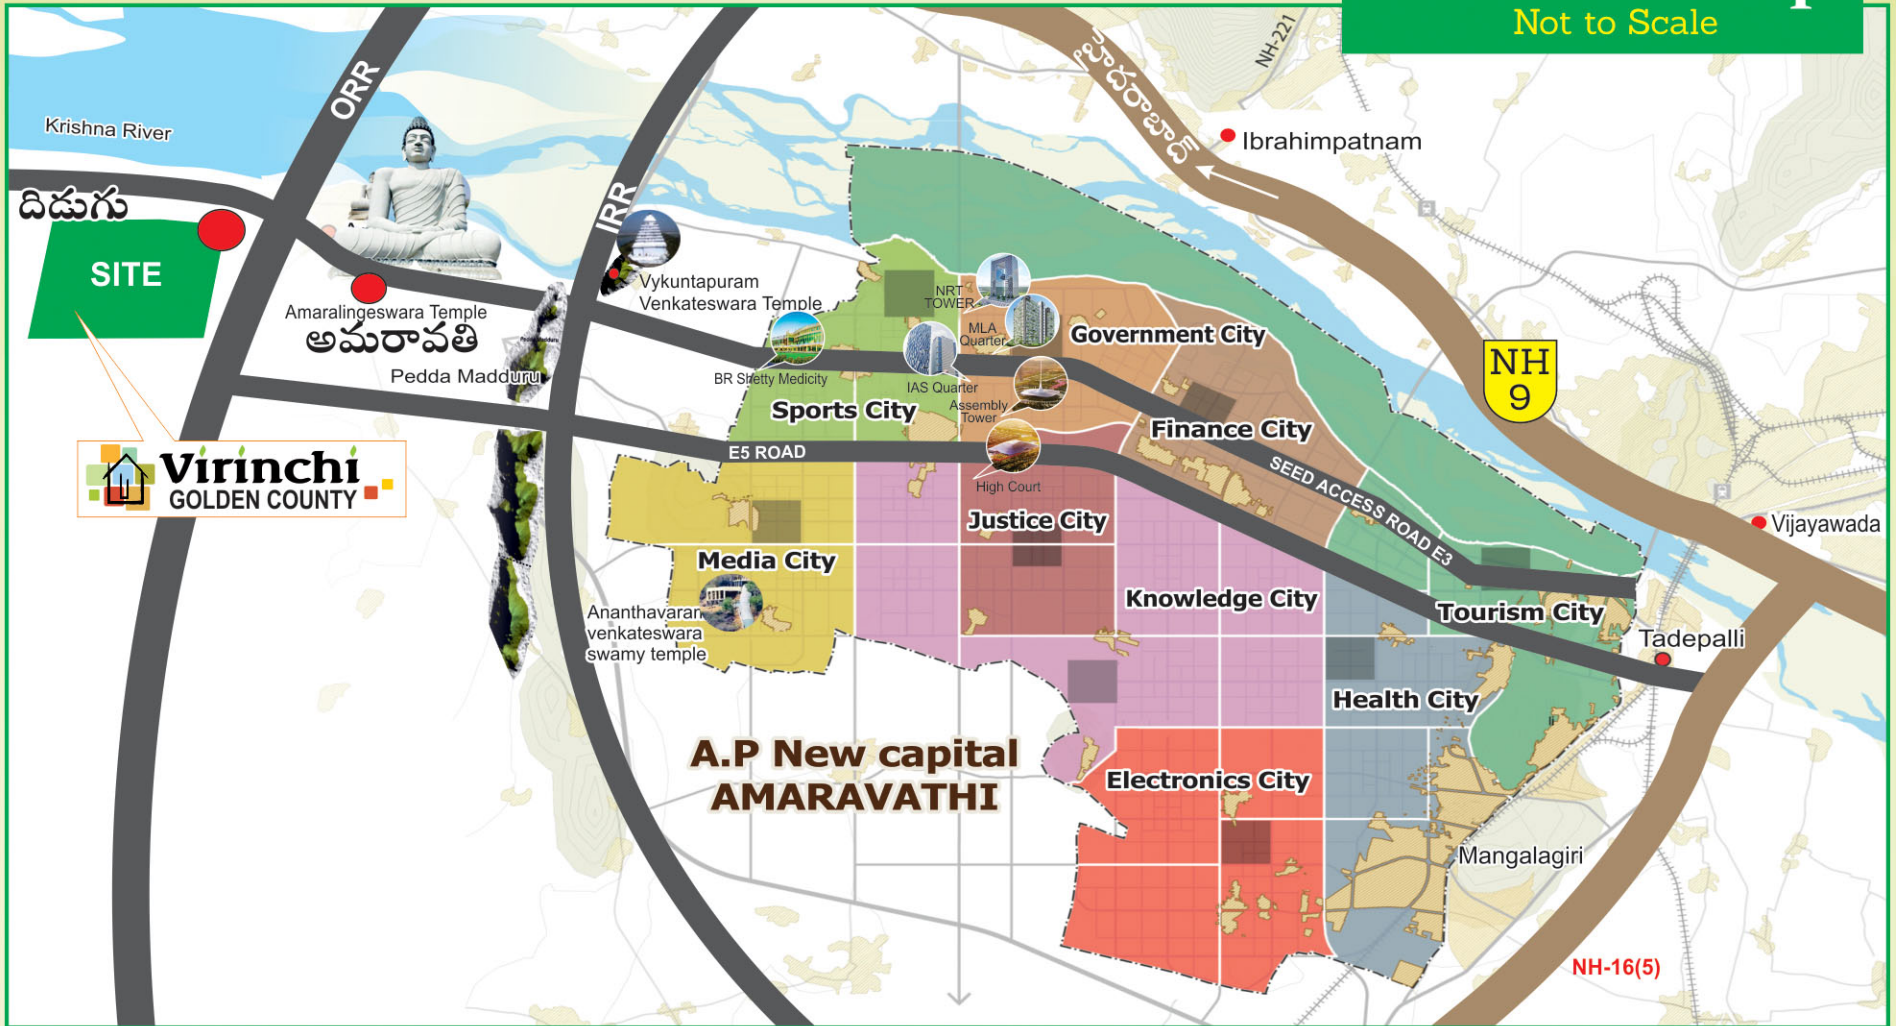 Not to Scale
NH-221
హైదరాబాద్
Krishna River
ORR
IRR
Ibrahimpatnam
దిడుగు
SITE
Amaralingeswara Temple
అమరావతి
Pedda Madduru
Vykuntapuram
Venkateswara Temple
NRT
TOWER
MLA
Quarter
Government City
BR Shetty Medicity
IAS Quarter
Assembly
Tower
Sports City
Finance City
NH
9
E5 ROAD
SEED ACCESS ROAD E3
Virinchi
GOLDEN COUNTY
High Court
Justice City
Vijayawada
Media City
Knowledge City
Tourism City
Ananthavaran
venkateswara
swamy temple
Tadepalli
Health City
A.P New capital
AMARAVATHI
Electronics City
Mangalagiri
NH-16(5)